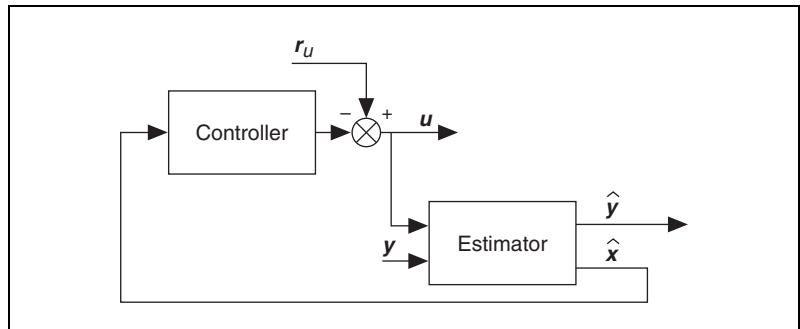 r_u
− +
Controller
u
ŷ
Estimator
y
x̂